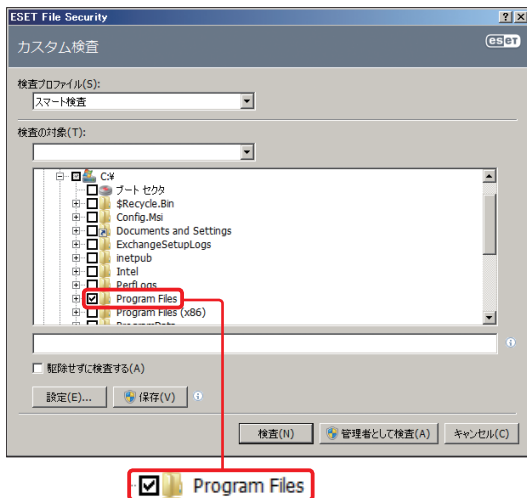 ESET File Security
カスタム検査
eset
検査プロファイル(S):
スマート検査
検査の対象(T):
C:¥
ブート セクタ
$Recycle.Bin
Config.Msi
Documents and Settings
ExchangeSetupLogs
inetpub
Intel
PerfLogs
Program Files
Program Files (x86)
ProgramData
駆除せずに検査する(A)
設定(E)...
保存(V)
検査(N)
管理者として検査(A)
キャンセル(C)
Program Files